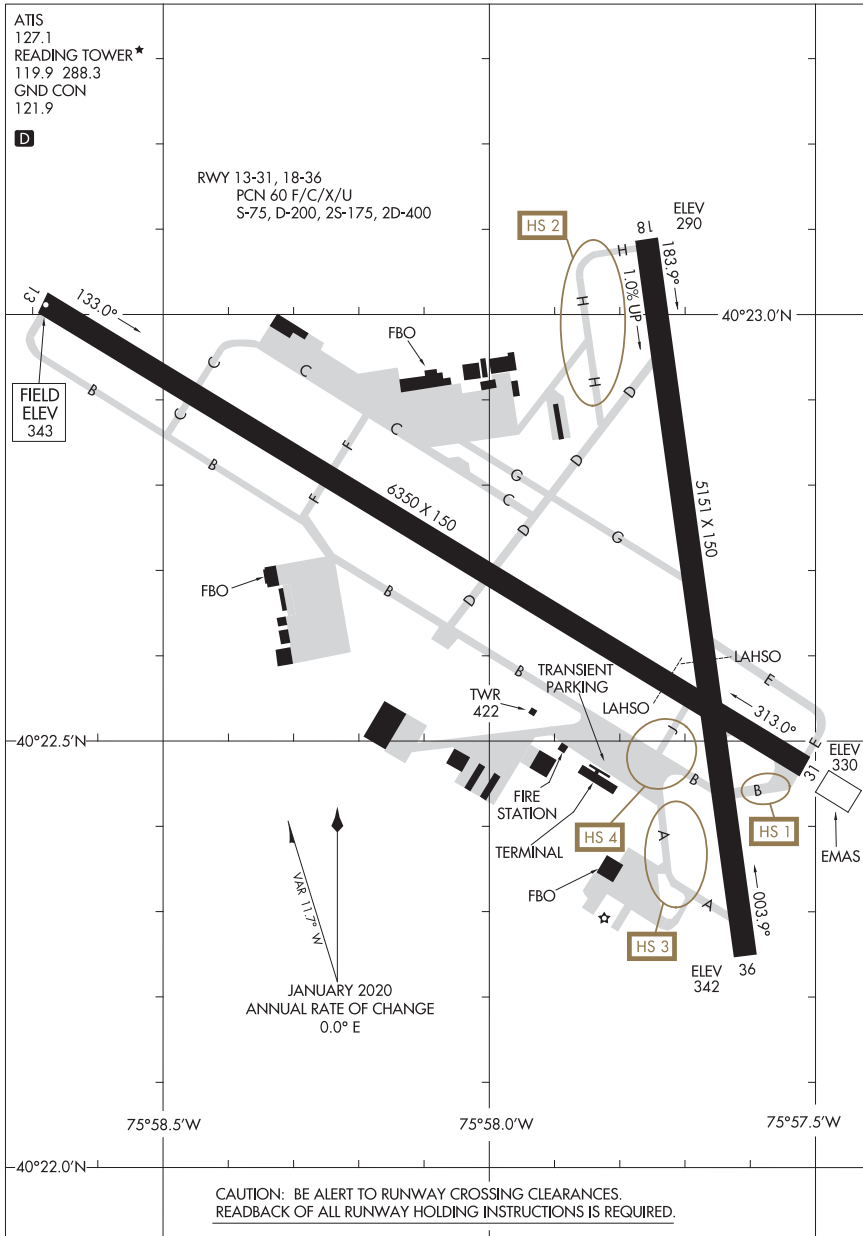 ATIS
127.1
READING TOWER★
119.9 288.3
GND CON
121.9
D
RWY 13-31, 18-36
PCN 60 F/C/X/U
S-75, D-200, 2S-175, 2D-400
HS 2
ELEV
290
18
183.9°
1.0% UP
H
H
H
40°23.0'N
13
133.0°
FIELD
ELEV
343
FBO
B
C
C
C
C
C
F
F
B
B
B
D
D
D
D
G
G
6350 X 150
5151 X 150
FBO
TRANSIENT
PARKING
LAHSO
LAHSO
E
E
TWR
422
B
J
313.0°
31
40°22.5'N
ELEV
330
B
B
HS 1
EMAS
FIRE
STATION
TERMINAL
HS 4
A
A
FBO
HS 3
003.9°
36
ELEV
342
VAR 11.7° W
JANUARY 2020
ANNUAL RATE OF CHANGE
0.0° E
75°58.5'W
75°58.0'W
75°57.5'W
40°22.0'N
CAUTION: BE ALERT TO RUNWAY CROSSING CLEARANCES.
READBACK OF ALL RUNWAY HOLDING INSTRUCTIONS IS REQUIRED.